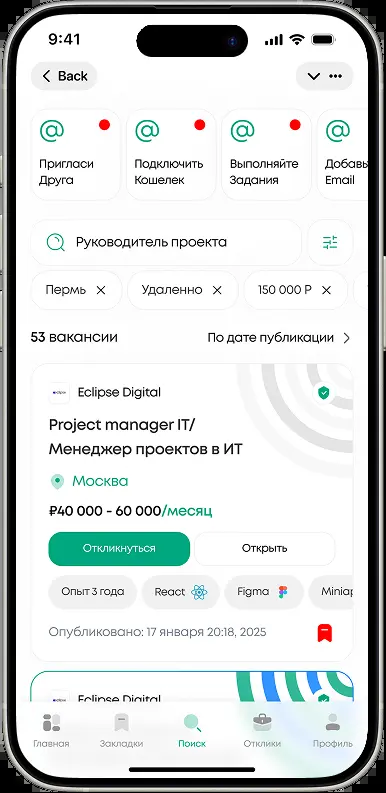 9:41
Back
Пригласи
Друга
Подключить
Кошелек
Выполняйте
Задания
Добавь
Email
Руководитель проекта
Пермь
Удаленно
150 000 Р
53 вакансии
По дате публикации
Eclipse Digital
Project manager IT/
Менеджер проектов в ИТ
Москва
₽40 000 - 60 000/месяц
Откликнуться
Открыть
Опыт 3 года
React
Figma
Miniap
Опубликовано: 17 января 20:18, 2025
Eclipse Digital
Главная
Закладки
Поиск
Отклики
Профиль